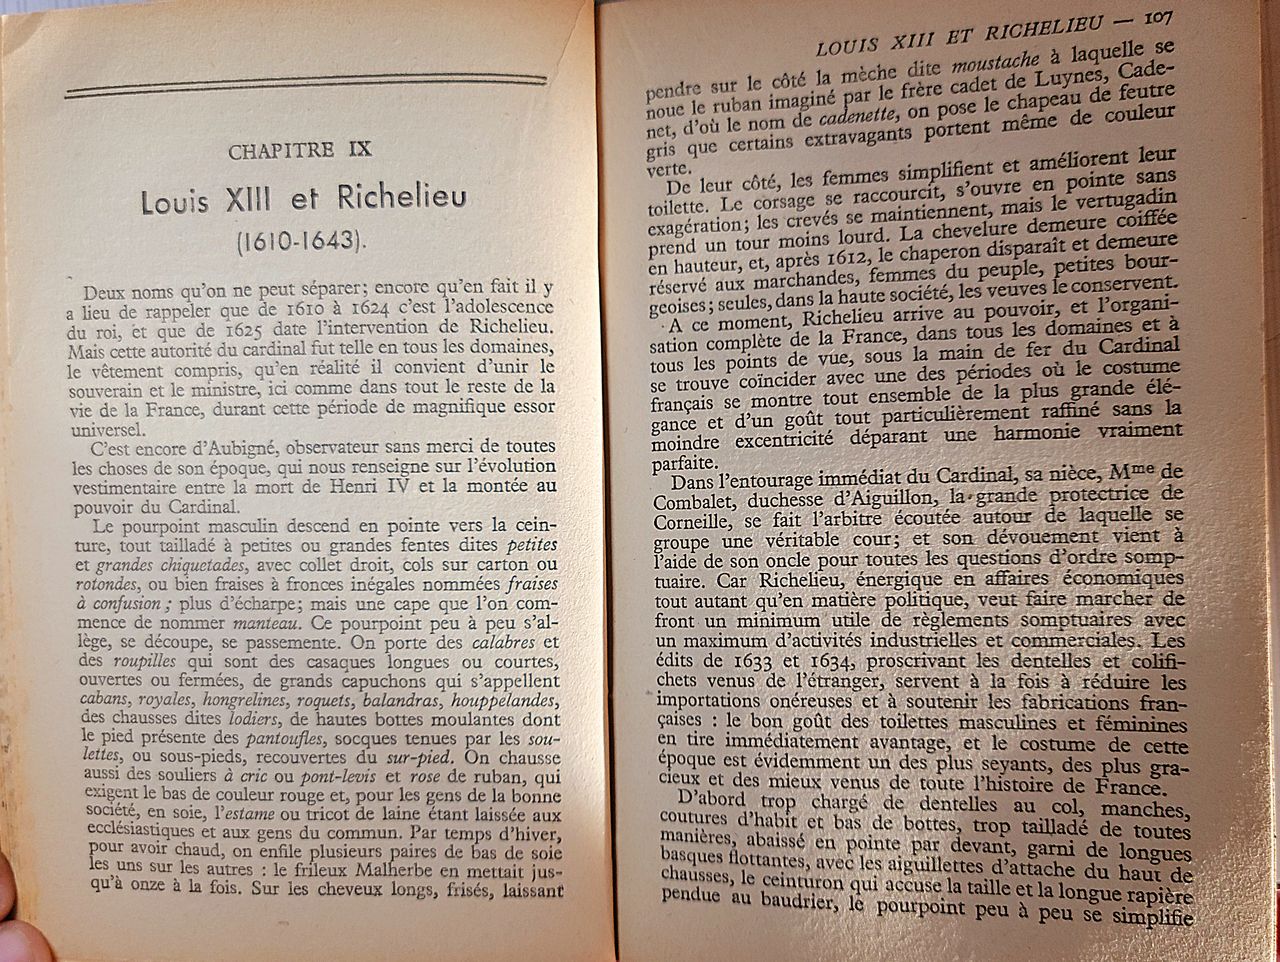 CHAPITRE IX
Louis XIII et Richelieu
(1610-1643).
Deux noms qu'on ne peut séparer; encore qu'en fait il y
a lieu de rappeler que de 1610 à 1624 c'est l'adolescence
du roi, et que de 1625 date l'intervention de Richelieu.
Mais cette autorité du cardinal fut telle en tous les domaines,
le vêtement compris, qu'en réalité il convient d'unir le
souverain et le ministre, ici comme dans tout le reste de la
vie de la France, durant cette période de magnifique essor
universel.
C'est encore d'Aubigné, observateur sans merci de toutes
les choses de son époque, qui nous renseigne sur l'évolution
vestimentaire entre la mort de Henri IV et la montée au
pouvoir du Cardinal.
Le pourpoint masculin descend en pointe vers la cein-
ture, tout tailladé à petites ou grandes fentes dites petites
et grandes chiquetades, avec collet droit, cols sur carton ou
rotondes, ou bien fraises à fronces inégales nommées fraises
à confusion; plus d'écharpe; mais une cape que l'on com-
mence de nommer manteau. Ce pourpoint peu à peu s'al-
lège, se découpe, se passemente. On porte des calabres et
des roupilles qui sont des casaques longues ou courtes,
ouvertes ou fermées, de grands capuchons qui s'appellent
cabans, royales, hongrelines, roquets, balandras, houppelandes,
des chausses dites lodiers, de hautes bottes moulantes dont
le pied présente des pantoufles, socques tenues par les sou-
lettes, ou sous-pieds, recouvertes du sur-pied. On chausse
aussi des souliers à cric ou pont-levis et rose de ruban, qui
exigent le bas de couleur rouge et, pour les gens de la bonne
société, en soie, l'estame ou tricot de laine étant laissée aux
ecclésiastiques et aux gens du commun. Par temps d'hiver,
pour avoir chaud, on enfile plusieurs paires de bas de soie
les uns sur les autres : le frileux Malherbe en mettait jus-
qu'à onze à la fois. Sur les cheveux longs, frisés, laissant
LOUIS XIII ET RICHELIEU — 107
pendre sur le côté la mèche dite moustache à laquelle se
noue le ruban imaginé par le frère cadet de Luynes, Cade-
net, d'où le nom de cadenette, on pose le chapeau de feutre
gris que certains extravagants portent même de couleur
verte.
De leur côté, les femmes simplifient et améliorent leur
toilette. Le corsage se raccourcit, s'ouvre en pointe sans
exagération; les crevés se maintiennent, mais le vertugadin
prend un tour moins lourd. La chevelure demeure coiffée
en hauteur, et, après 1612, le chaperon disparaît et demeure
réservé aux marchandes, femmes du peuple, petites bour-
geoises; seules, dans la haute société, les veuves le conservent.
A ce moment, Richelieu arrive au pouvoir, et l'organi-
sation complète de la France, dans tous les domaines et à
tous les points de vue, sous la main de fer du Cardinal
se trouve coïncider avec une des périodes où le costume
français se montre tout ensemble de la plus grande élé-
gance et d'un goût tout particulièrement raffiné sans la
moindre excentricité déparant une harmonie vraiment
parfaite.
Dans l'entourage immédiat du Cardinal, sa nièce, Mme de
Combalet, duchesse d'Aiguillon, la grande protectrice de
Corneille, se fait l'arbitre écoutée autour de laquelle se
groupe une véritable cour; et son dévouement vient à
l'aide de son oncle pour toutes les questions d'ordre somp-
tuaire. Car Richelieu, énergique en affaires économiques
tout autant qu'en matière politique, veut faire marcher de
front un minimum utile de règlements somptuaires avec
un maximum d'activités industrielles et commerciales. Les
édits de 1633 et 1634, proscrivant les dentelles et colifi-
chets venus de l'étranger, servent à la fois à réduire les
importations onéreuses et à soutenir les fabrications fran-
çaises : le bon goût des toilettes masculines et féminines
en tire immédiatement avantage, et le costume de cette
époque est évidemment un des plus seyants, des plus gra-
cieux et des mieux venus de toute l'histoire de France.
D'abord trop chargé de dentelles au col, manches,
coutures d'habit et bas de bottes, trop tailladé de toutes
manières, abaissé en pointe par devant, garni de longues
basques flottantes, avec les aiguillettes d'attache du haut de
chausses, le ceinturon qui accuse la taille et la longue rapière
pendue au baudrier, le pourpoint peu à peu se simplifie